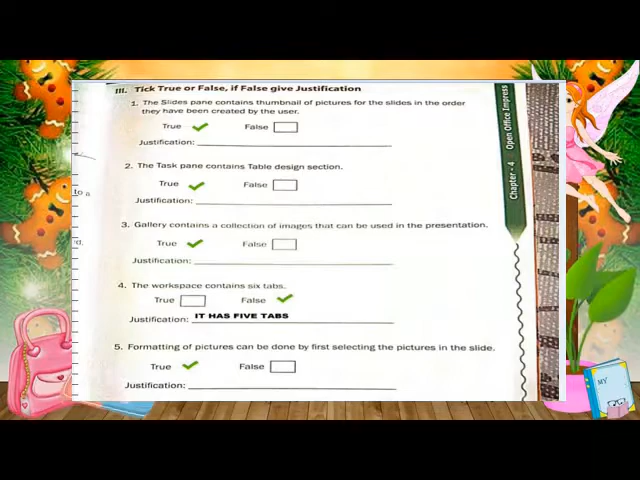 III. Tick True or False, if False give Justification
1. The Slides pane contains thumbnail of pictures for the slides in the order
they have been created by the user.
True False
Justification:
2. The Task pane contains Table design section.
True False
Justification:
3. Gallery contains a collection of images that can be used in the presentation.
True False
Justification:
4. The workspace contains six tabs.
True False
Justification: IT HAS FIVE TABS
5. Formatting of pictures can be done by first selecting the pictures in the slide.
True False
Justification:
Chapter - 4 Open Office Impress
to a
MY